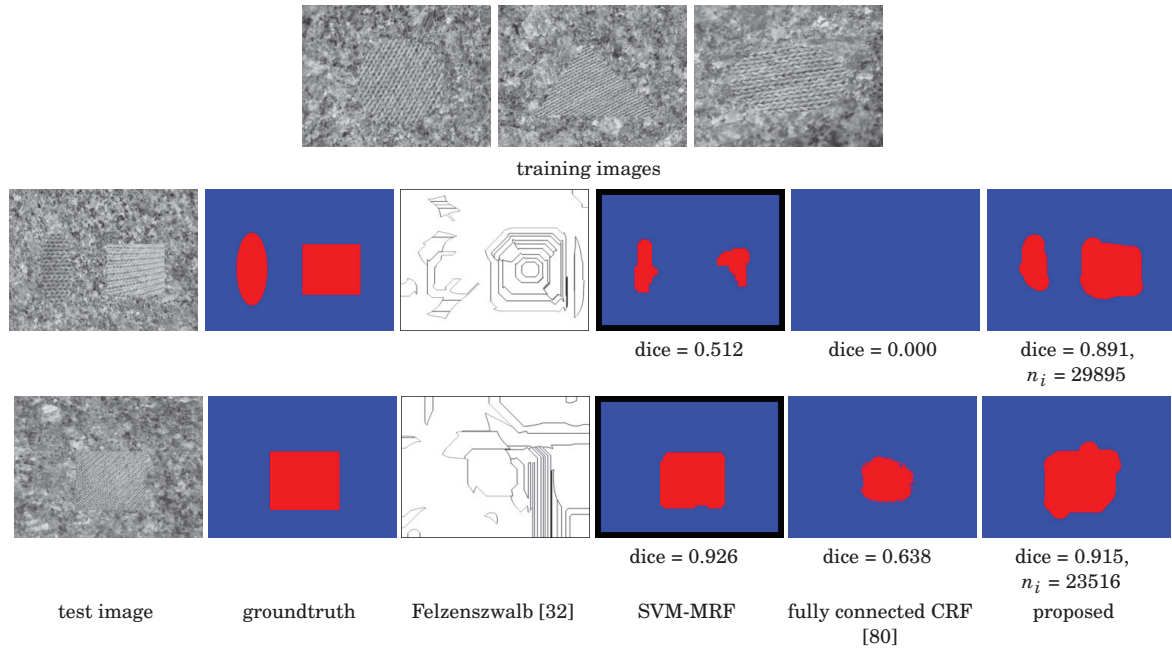 training images
dice = 0.512
dice = 0.000
dice = 0.891,
n_i = 29895
dice = 0.926
dice = 0.638
dice = 0.915,
n_i = 23516
test image
groundtruth
Felzenszwalb [32]
SVM-MRF
fully connected CRF
[80]
proposed